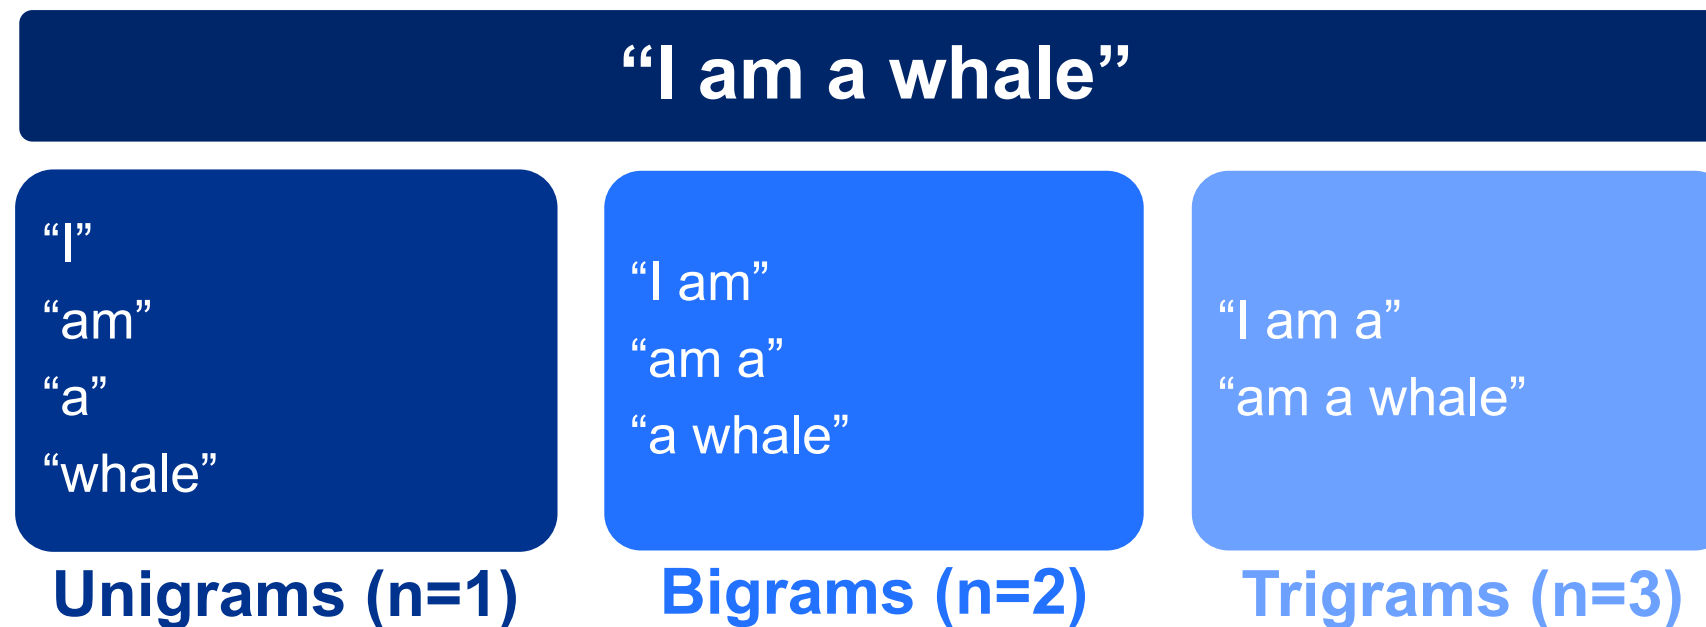 “I am a whale”
“I”
“am”
“a”
“whale”
Unigrams (n=1)
“I am”
“am a”
“a whale”
Bigrams (n=2)
“I am a”
“am a whale”
Trigrams (n=3)